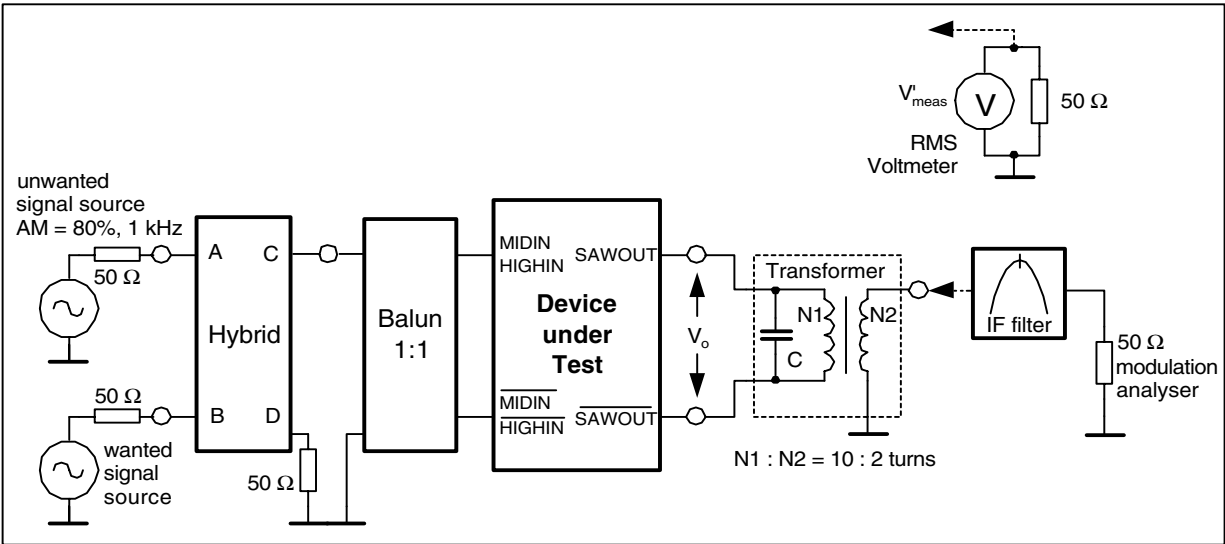 V'meas
V
50 Ω
RMS
Voltmeter
unwanted
signal source
AM = 80%, 1 kHz
50 Ω
A
C
Hybrid
B
D
50 Ω
wanted
signal
source
50 Ω
Balun
1:1
MIDIN
HIGHIN
SAWOUT
Device
under
Test
MIDIN
HIGHIN
SAWOUT
Vo
Transformer
N1
N2
C
N1 : N2 = 10 : 2 turns
IF filter
50 Ω
modulation
analyser